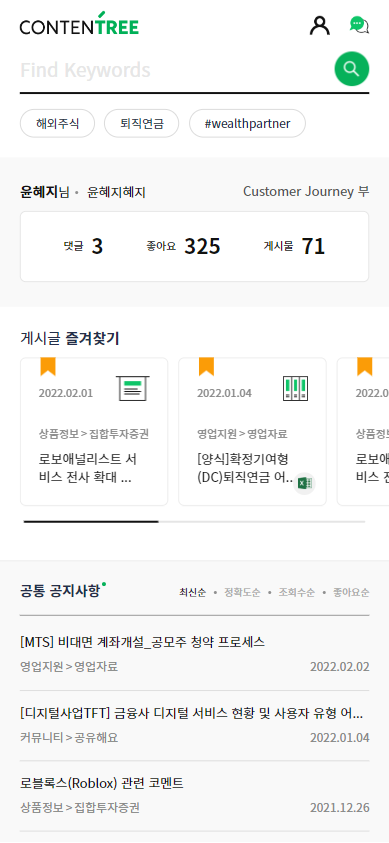 CONTENTREE
Find Keywords
해외주식
퇴직연금
#wealthpartner
윤혜지님 • 윤혜지혜지
Customer Journey 부
댓글 3
좋아요 325
게시물 71
게시글 즐겨찾기
2022.02.01
상품정보 > 집합투자증권
로보애널리스트 서
비스 전사 확대 ...
2022.01.04
영업지원 > 영업자료
[양식]확정기여형
(DC)퇴직연금 어..
2022.0
상품정보
로보애
비스 전
공통 공지사항
최신순 • 정확도순 • 조회수순 • 좋아요순
[MTS] 비대면 계좌개설_공모주 청약 프로세스
영업지원 > 영업자료
2022.02.02
[디지털사업TFT] 금융사 디지털 서비스 현황 및 사용자 유형 어...
커뮤니티 > 공유해요
2022.01.04
로블록스(Roblox) 관련 코멘트
상품정보 > 집합투자증권
2021.12.26